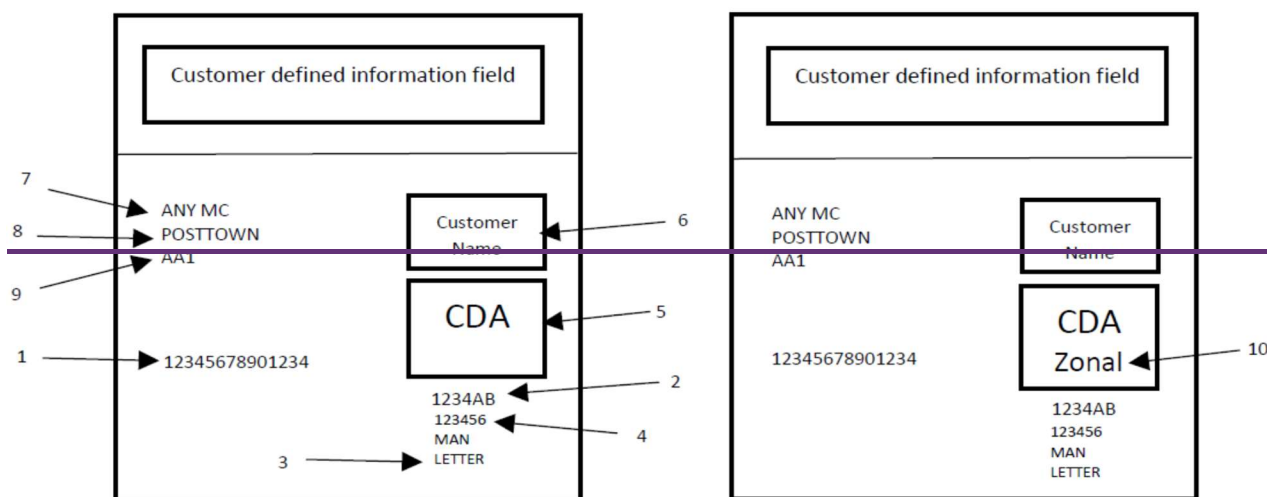 Customer defined information field
7
ANY MC
8
POSTTOWN
9
AA1
Customer
Name
6
CDA
5
1
12345678901234
1234AB
2
123456
4
MAN
3
LETTER
Customer defined information field
ANY MC
POSTTOWN
AA1
Customer
Name
12345678901234
CDA
Zonal
10
1234AB
123456
MAN
LETTER